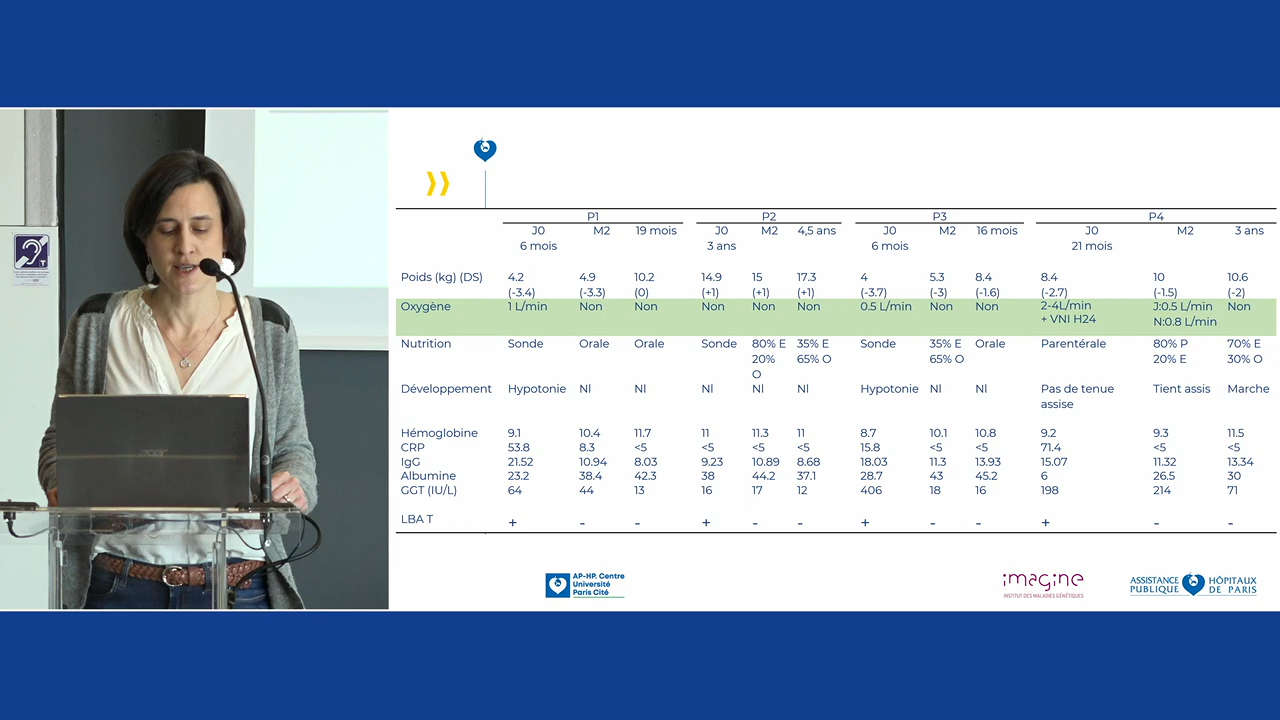 P1 P2 P3 P4
J0 M2 19 mois J0 M2 4,5 ans J0 M2 16 mois J0 M2 3 ans
6 mois 3 ans 6 mois 21 mois
Poids (kg) (DS) 4.2 4.9 10.2 14.9 15 17.3 4 5.3 8.4 8.4 10 10.6
(-3.4) (-3.3) (0) (+1) (+1) (+1) (-3.7) (-3) (-1.6) (-2.7) (-1.5) (-2)
Oxygène 1 L/min Non Non Non Non Non 0.5 L/min Non Non 2-4L/min J:0.5 L/min Non
+ VNI H24 N:0.8 L/min
Nutrition Sonde Orale Orale Sonde 80% E 35% E Sonde 35% E Orale Parentérale 80% P 70% E
20% 65% O 65% O 20% E 30% O
O
Développement Hypotonie Nl Nl Nl Nl Nl Hypotonie Nl Nl Pas de tenue Tient assis Marche
assise
Hémoglobine 9.1 10.4 11.7 11 11.3 11 8.7 10.1 10.8 9.2 9.3 11.5
CRP 53.8 8.3 <5 <5 <5 <5 15.8 <5 <5 71.4 <5 <5
IgG 21.52 10.94 8.03 9.23 10.89 8.68 18.03 11.3 13.93 15.07 11.32 13.34
Albumine 23.2 38.4 42.3 38 44.2 37.1 28.7 43 45.2 6 26.5 30
GGT (IU/L) 64 44 13 16 17 12 406 18 16 198 214 71
LBA T + - - + - - + - - + - -
AP-HP. Centre
Université
Paris Cité
imagine
INSTITUT DES MALADIES GÉNÉTIQUES
ASSISTANCE HÔPITAUX
PUBLIQUE DE PARIS
acer